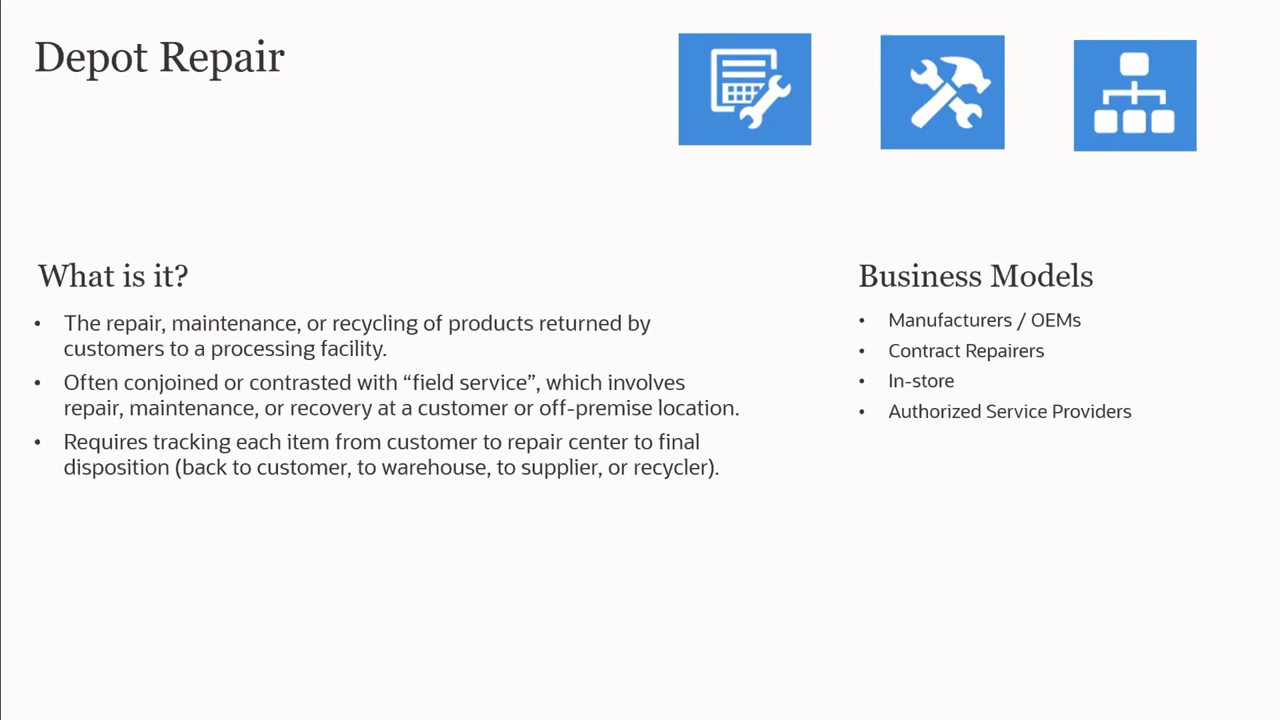 Depot Repair
What is it?
• The repair, maintenance, or recycling of products returned by
customers to a processing facility.
• Often conjoined or contrasted with “field service”, which involves
repair, maintenance, or recovery at a customer or off-premise location.
• Requires tracking each item from customer to repair center to final
disposition (back to customer, to warehouse, to supplier, or recycler).
Business Models
• Manufacturers / OEMs
• Contract Repairers
• In-store
• Authorized Service Providers